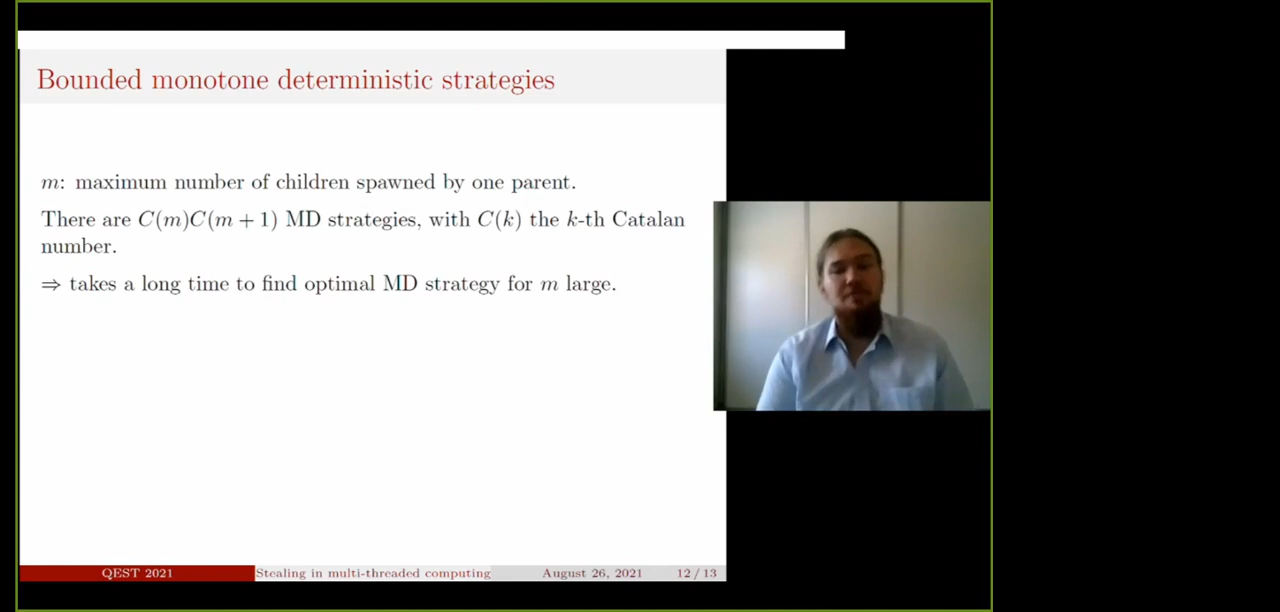 Bounded monotone deterministic strategies
m: maximum number of children spawned by one parent.
There are C(m)C(m + 1) MD strategies, with C(k) the k-th Catalan
number.
⇒ takes a long time to find optimal MD strategy for m large.
QEST 2021 Stealing in multi-threaded computing August 26, 2021 12 / 13